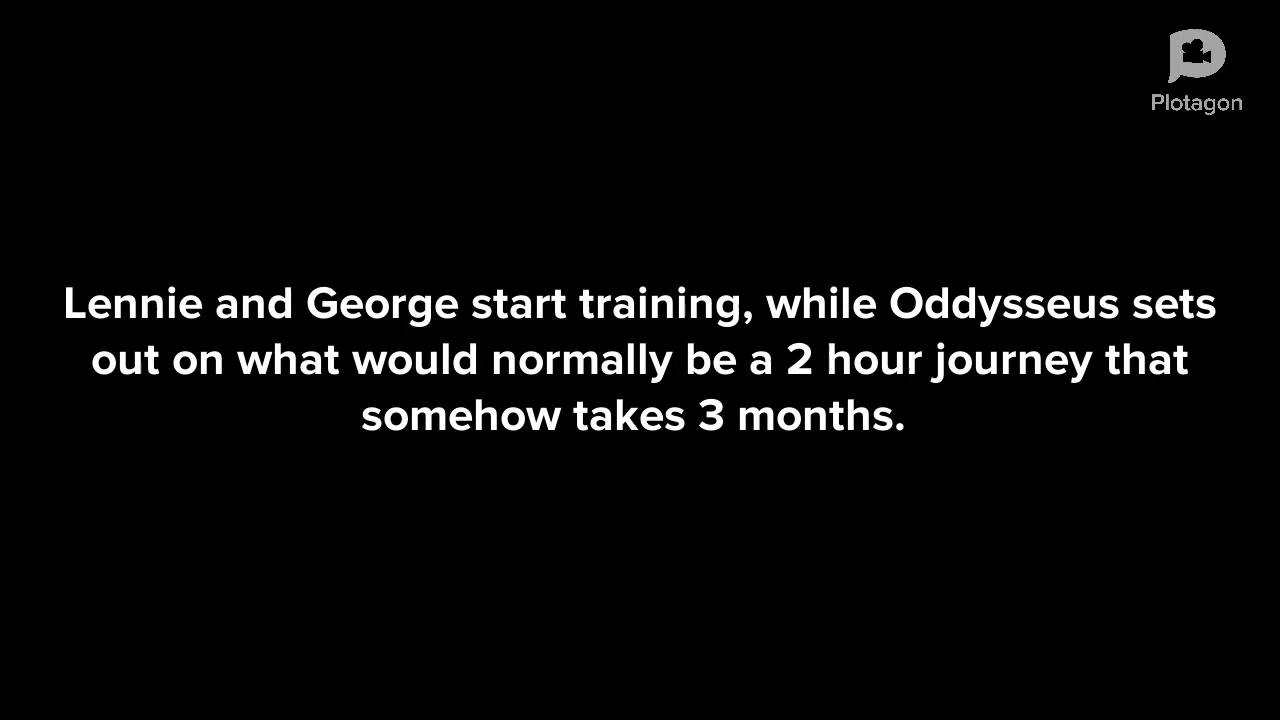 Plotagon
Lennie and George start training, while Oddysseus sets
out on what would normally be a 2 hour journey that
somehow takes 3 months.